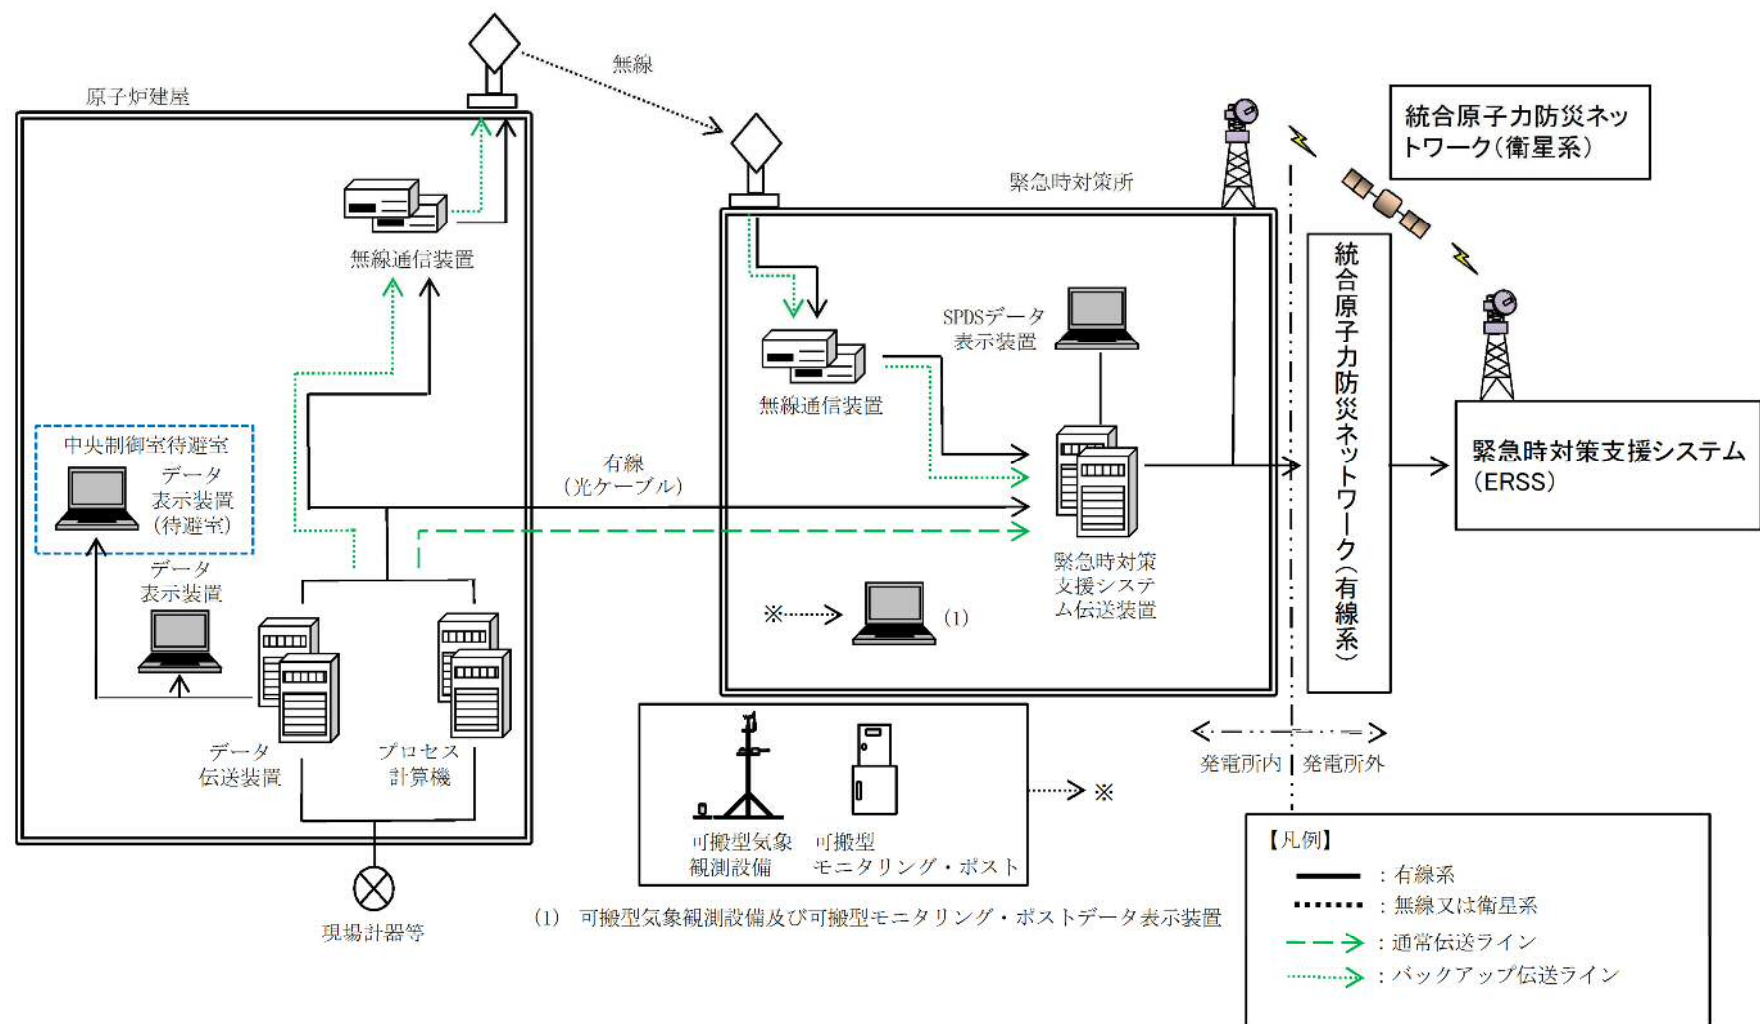 原子炉建屋
無線
統合原子力防災ネッ
トワーク(衛星系)
緊急時対策所
無線通信装置
統合原子力防災ネットワーク(有線系)
SPDSデータ
表示装置
無線通信装置
中央制御室待避室
データ
表示装置
(待避室)
有線
(光ケーブル)
緊急時対策支援システム
(ERSS)
データ
表示装置
緊急時対策
支援システ
ム伝送装置
※
(1)
データ
伝送装置
プロセス
計算機
発電所内
発電所外
※
可搬型気象
観測設備
可搬型
モニタリング・ポスト
現場計器等
(1) 可搬型気象観測設備及び可搬型モニタリング・ポストデータ表示装置
【凡例】
:有線系
:無線又は衛星系
:通常伝送ライン
:バックアップ伝送ライン